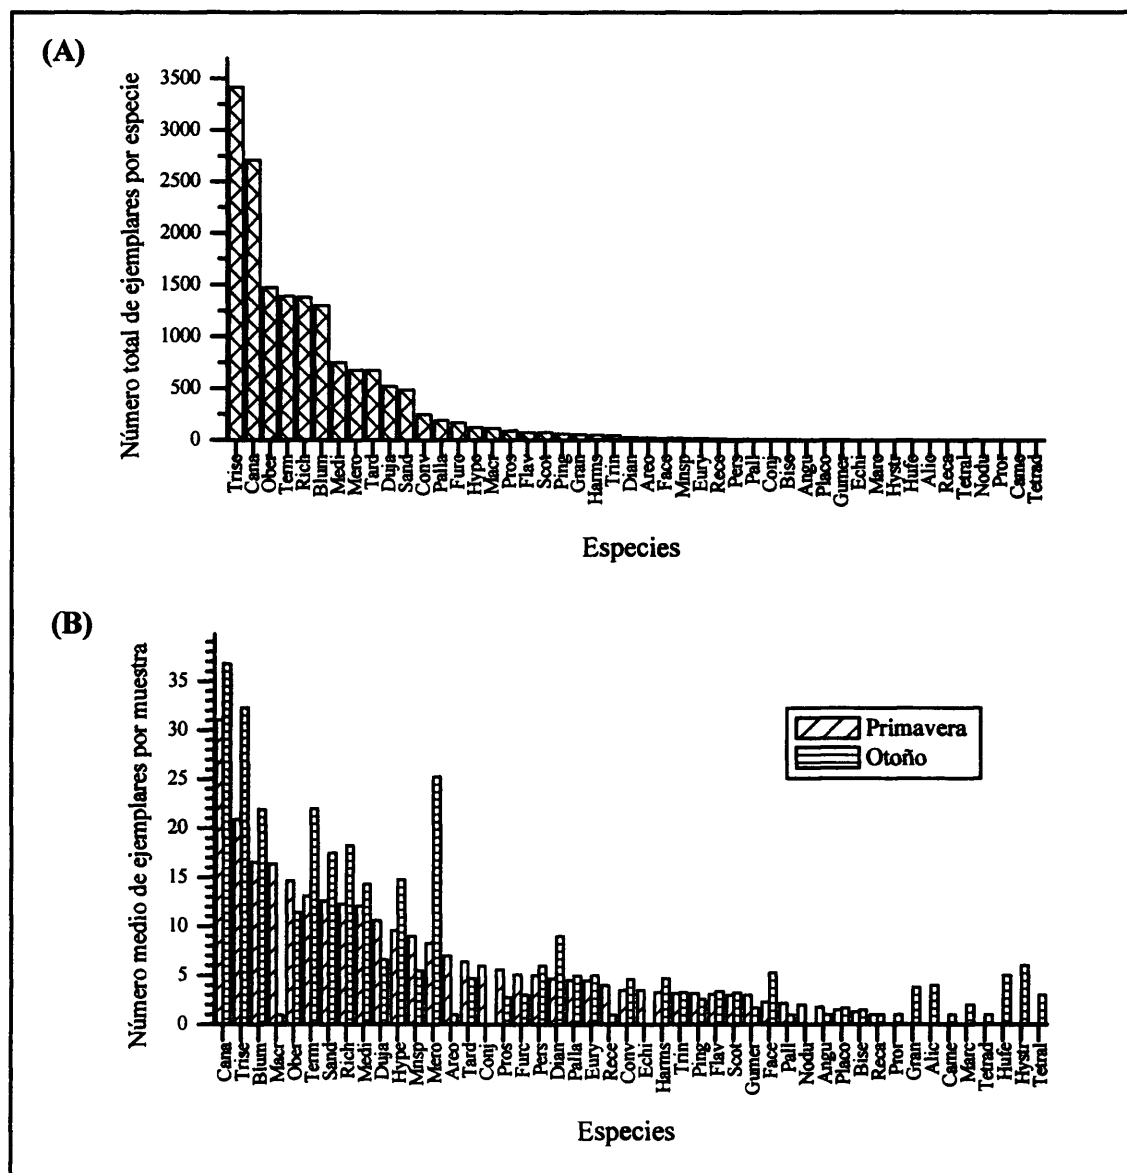 (A)
Número total de ejemplares por especie
3500
3000
2500
2000
1500
1000
500
0
Trise Cana Ober Term Rich Blum Medi Mero Tard Duja Sand Conv Palla Furc Hype Macr Pros Flav Scot Ping Gran Harms Trin Dian Areo Face Mnsp Eury Rece Pers Pall Conj Bise Angu Placo Gumer Echi Marc Hystr Hufe Alic Reca Tetral Nodu Pror Came Tetrad
Especies
(B)
Número medio de ejemplares por muestra
35
30
25
20
15
10
5
0
Primavera
Otoño
Cana Trise Blum Macr Ober Term Sand Rich Medi Duja Hype Mnsp Mero Areo Tard Conj Pros Furc Pers Dian Palla Eury Rece Conv Echi Harms Trin Ping Flav Scot Gumer Face Pall Nodu Angu Placo Bise Reca Pror Gran Alic Came Marc Tetrad Hufe Hystr Tetral
Especies